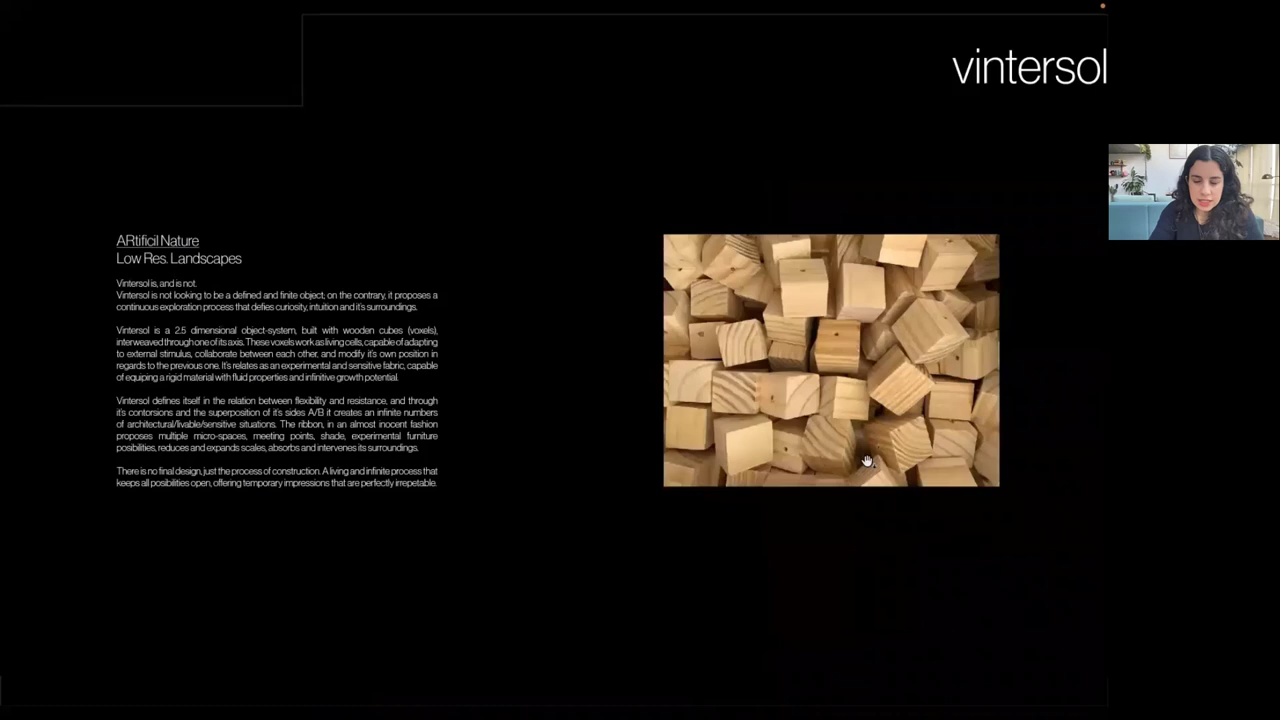 vintersol
ARtificil Nature
Low Res. Landscapes
Vintersol is, and is not.
Vintersol is not looking to be a defined and finite object; on the contrary, it proposes a
continuous exploration process that defies curiosity, intuition and it's surroundings.
Vintersol is a 2.5 dimensional object-system, built with wooden cubes (voxels),
interweaved through one of its axis. These voxels work as living cells, capable of adapting
to external stimulus, collaborate between each other, and modify it's own position in
regards to the previous one. It's relates as an experimental and sensitive fabric, capable
of equiping a rigid material with fluid properties and infinitive growth potential.
Vintersol defines itself in the relation between flexibility and resistance, and through
it's contorsions and the superposition of it's sides A/B it creates an infinite numbers
of architectural/livable/sensitive situations. The ribbon, in an almost inocent fashion
proposes multiple micro-spaces, meeting points, shade, experimental furniture
posibilities, reduces and expands scales, absorbs and intervenes its surroundings.
There is no final design, just the process of construction. A living and infinite process that
keeps all posibilities open, offering temporary impressions that are perfectly irrepetable.